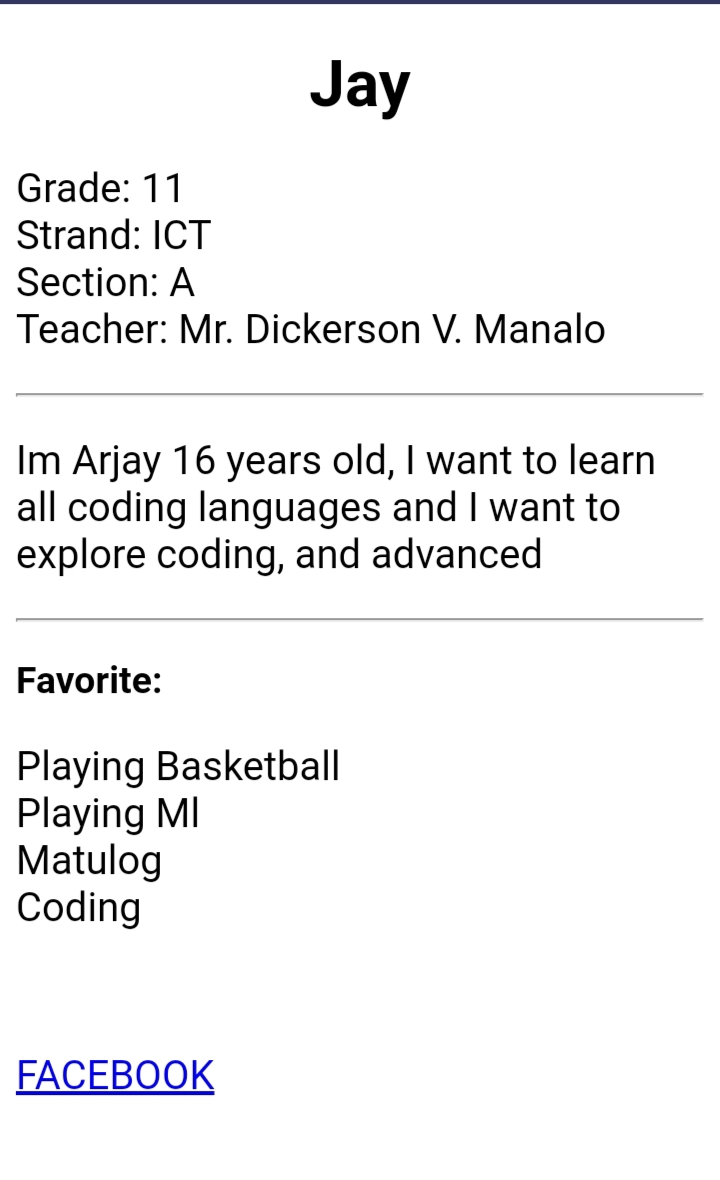 Jay
Grade: 11
Strand: ICT
Section: A
Teacher: Mr. Dickerson V. Manalo
Im Arjay 16 years old, I want to learn
all coding languages and I want to
explore coding, and advanced
Favorite:
Playing Basketball
Playing Ml
Matulog
Coding
FACEBOOK